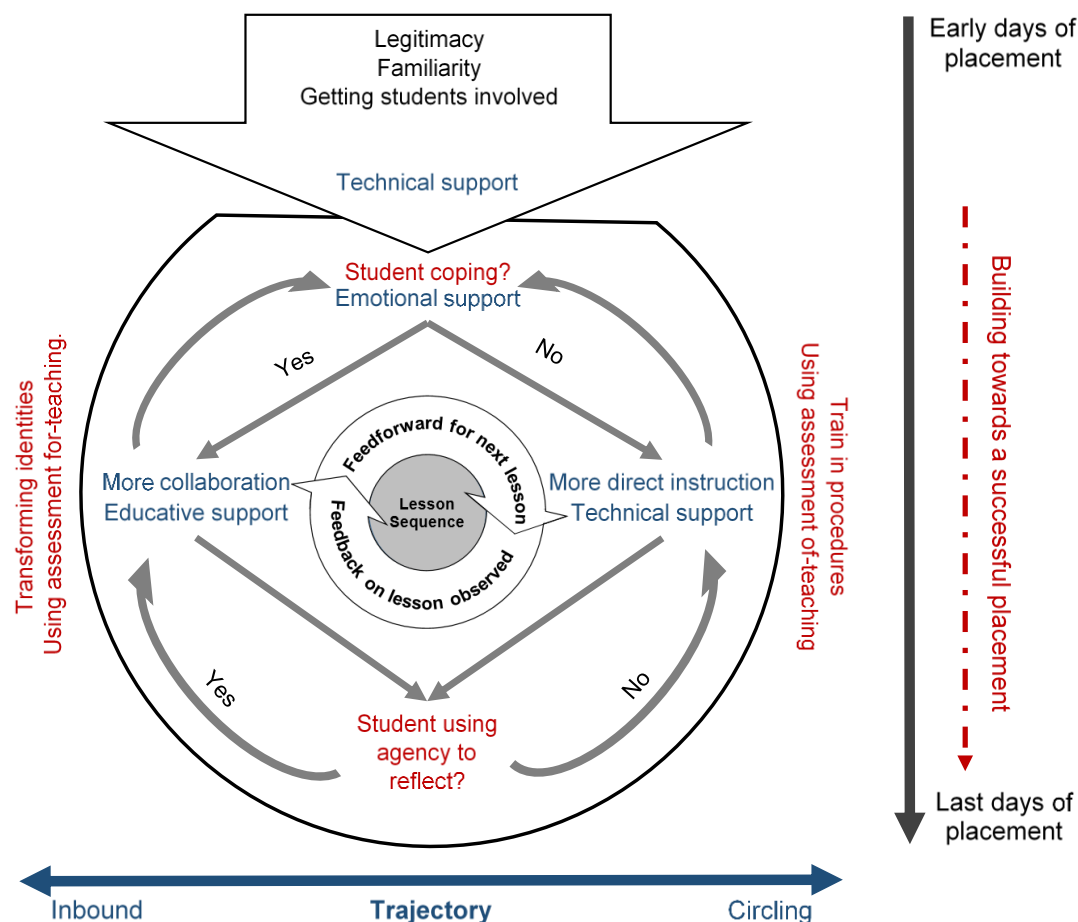 Legitimacy
Familiarity
Getting students involved
Technical support
Early days of
placement
Student coping?
Emotional support
Yes
No
Transforming identities
Using assessment for-teaching.
More collaboration
Educative support
Feedforward for next lesson
Lesson
Sequence
Feedback on lesson observed
More direct instruction
Technical support
Train in procedures
Using assessment of-teaching
Building towards a successful placement
Yes
No
Student using
agency to
reflect?
Last days of
placement
Inbound
Trajectory
Circling